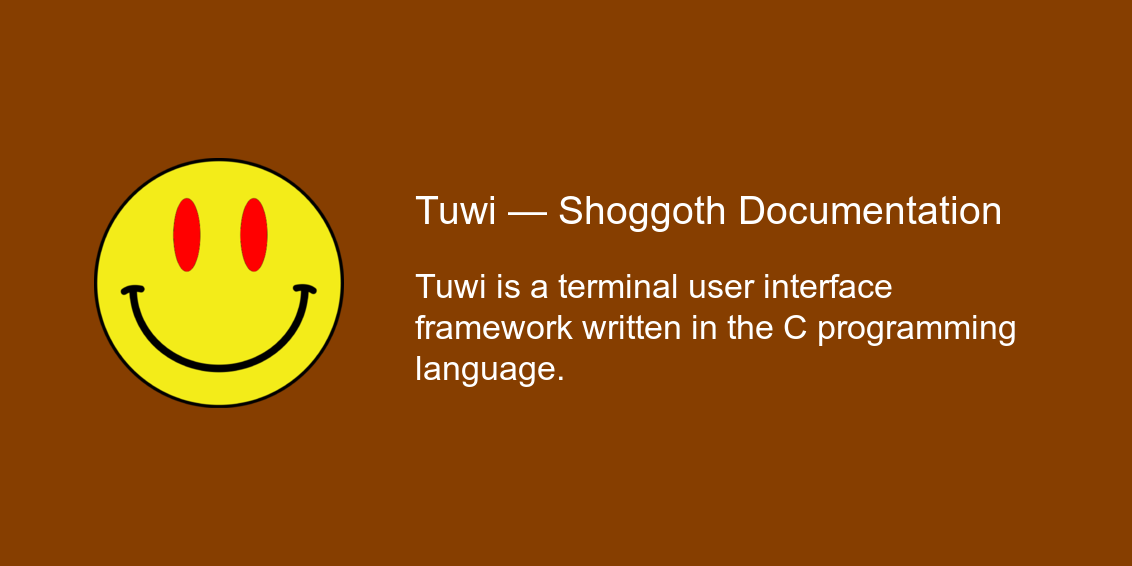 Tuwi — Shoggoth Documentation
Tuwi is a terminal user interface
framework written in the C programming
language.